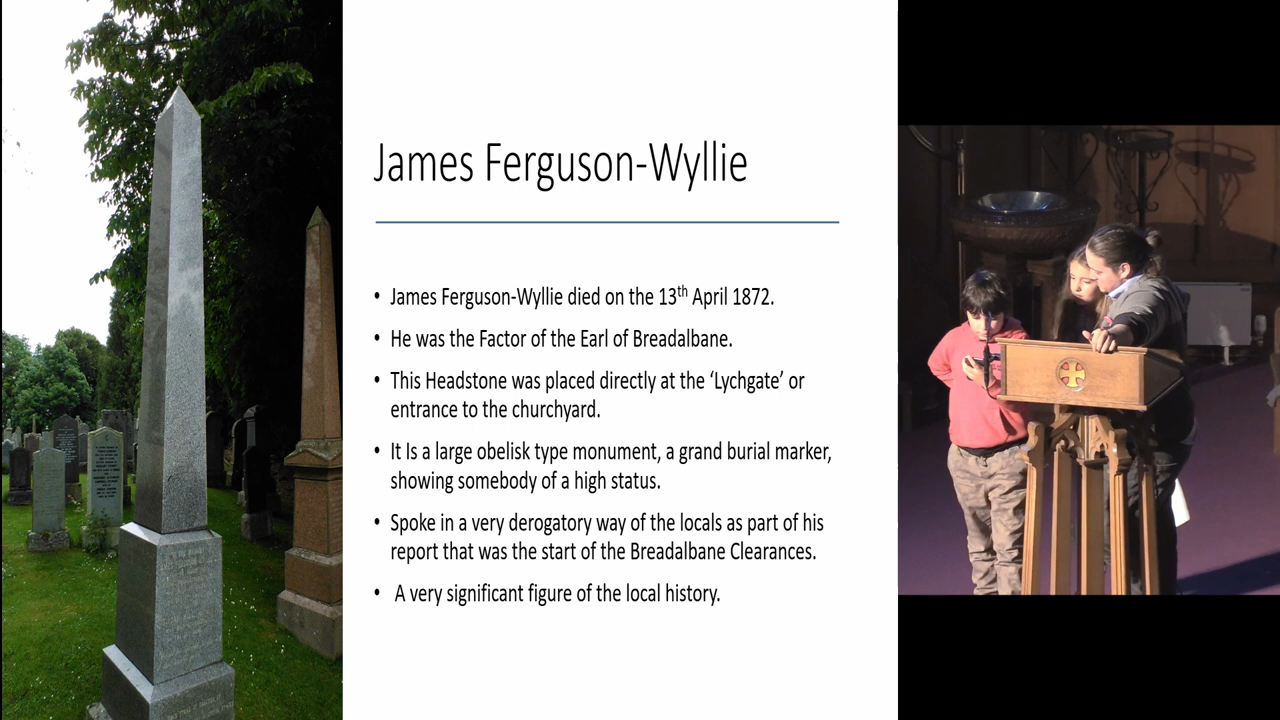 James Ferguson-Wyllie
• James Ferguson-Wyllie died on the 13th April 1872.
• He was the Factor of the Earl of Breadalbane.
• This Headstone was placed directly at the ‘Lychgate’ or
entrance to the churchyard.
• It Is a large obelisk type monument, a grand burial marker,
showing somebody of a high status.
• Spoke in a very derogatory way of the locals as part of his
report that was the start of the Breadalbane Clearances.
• A very significant figure of the local history.